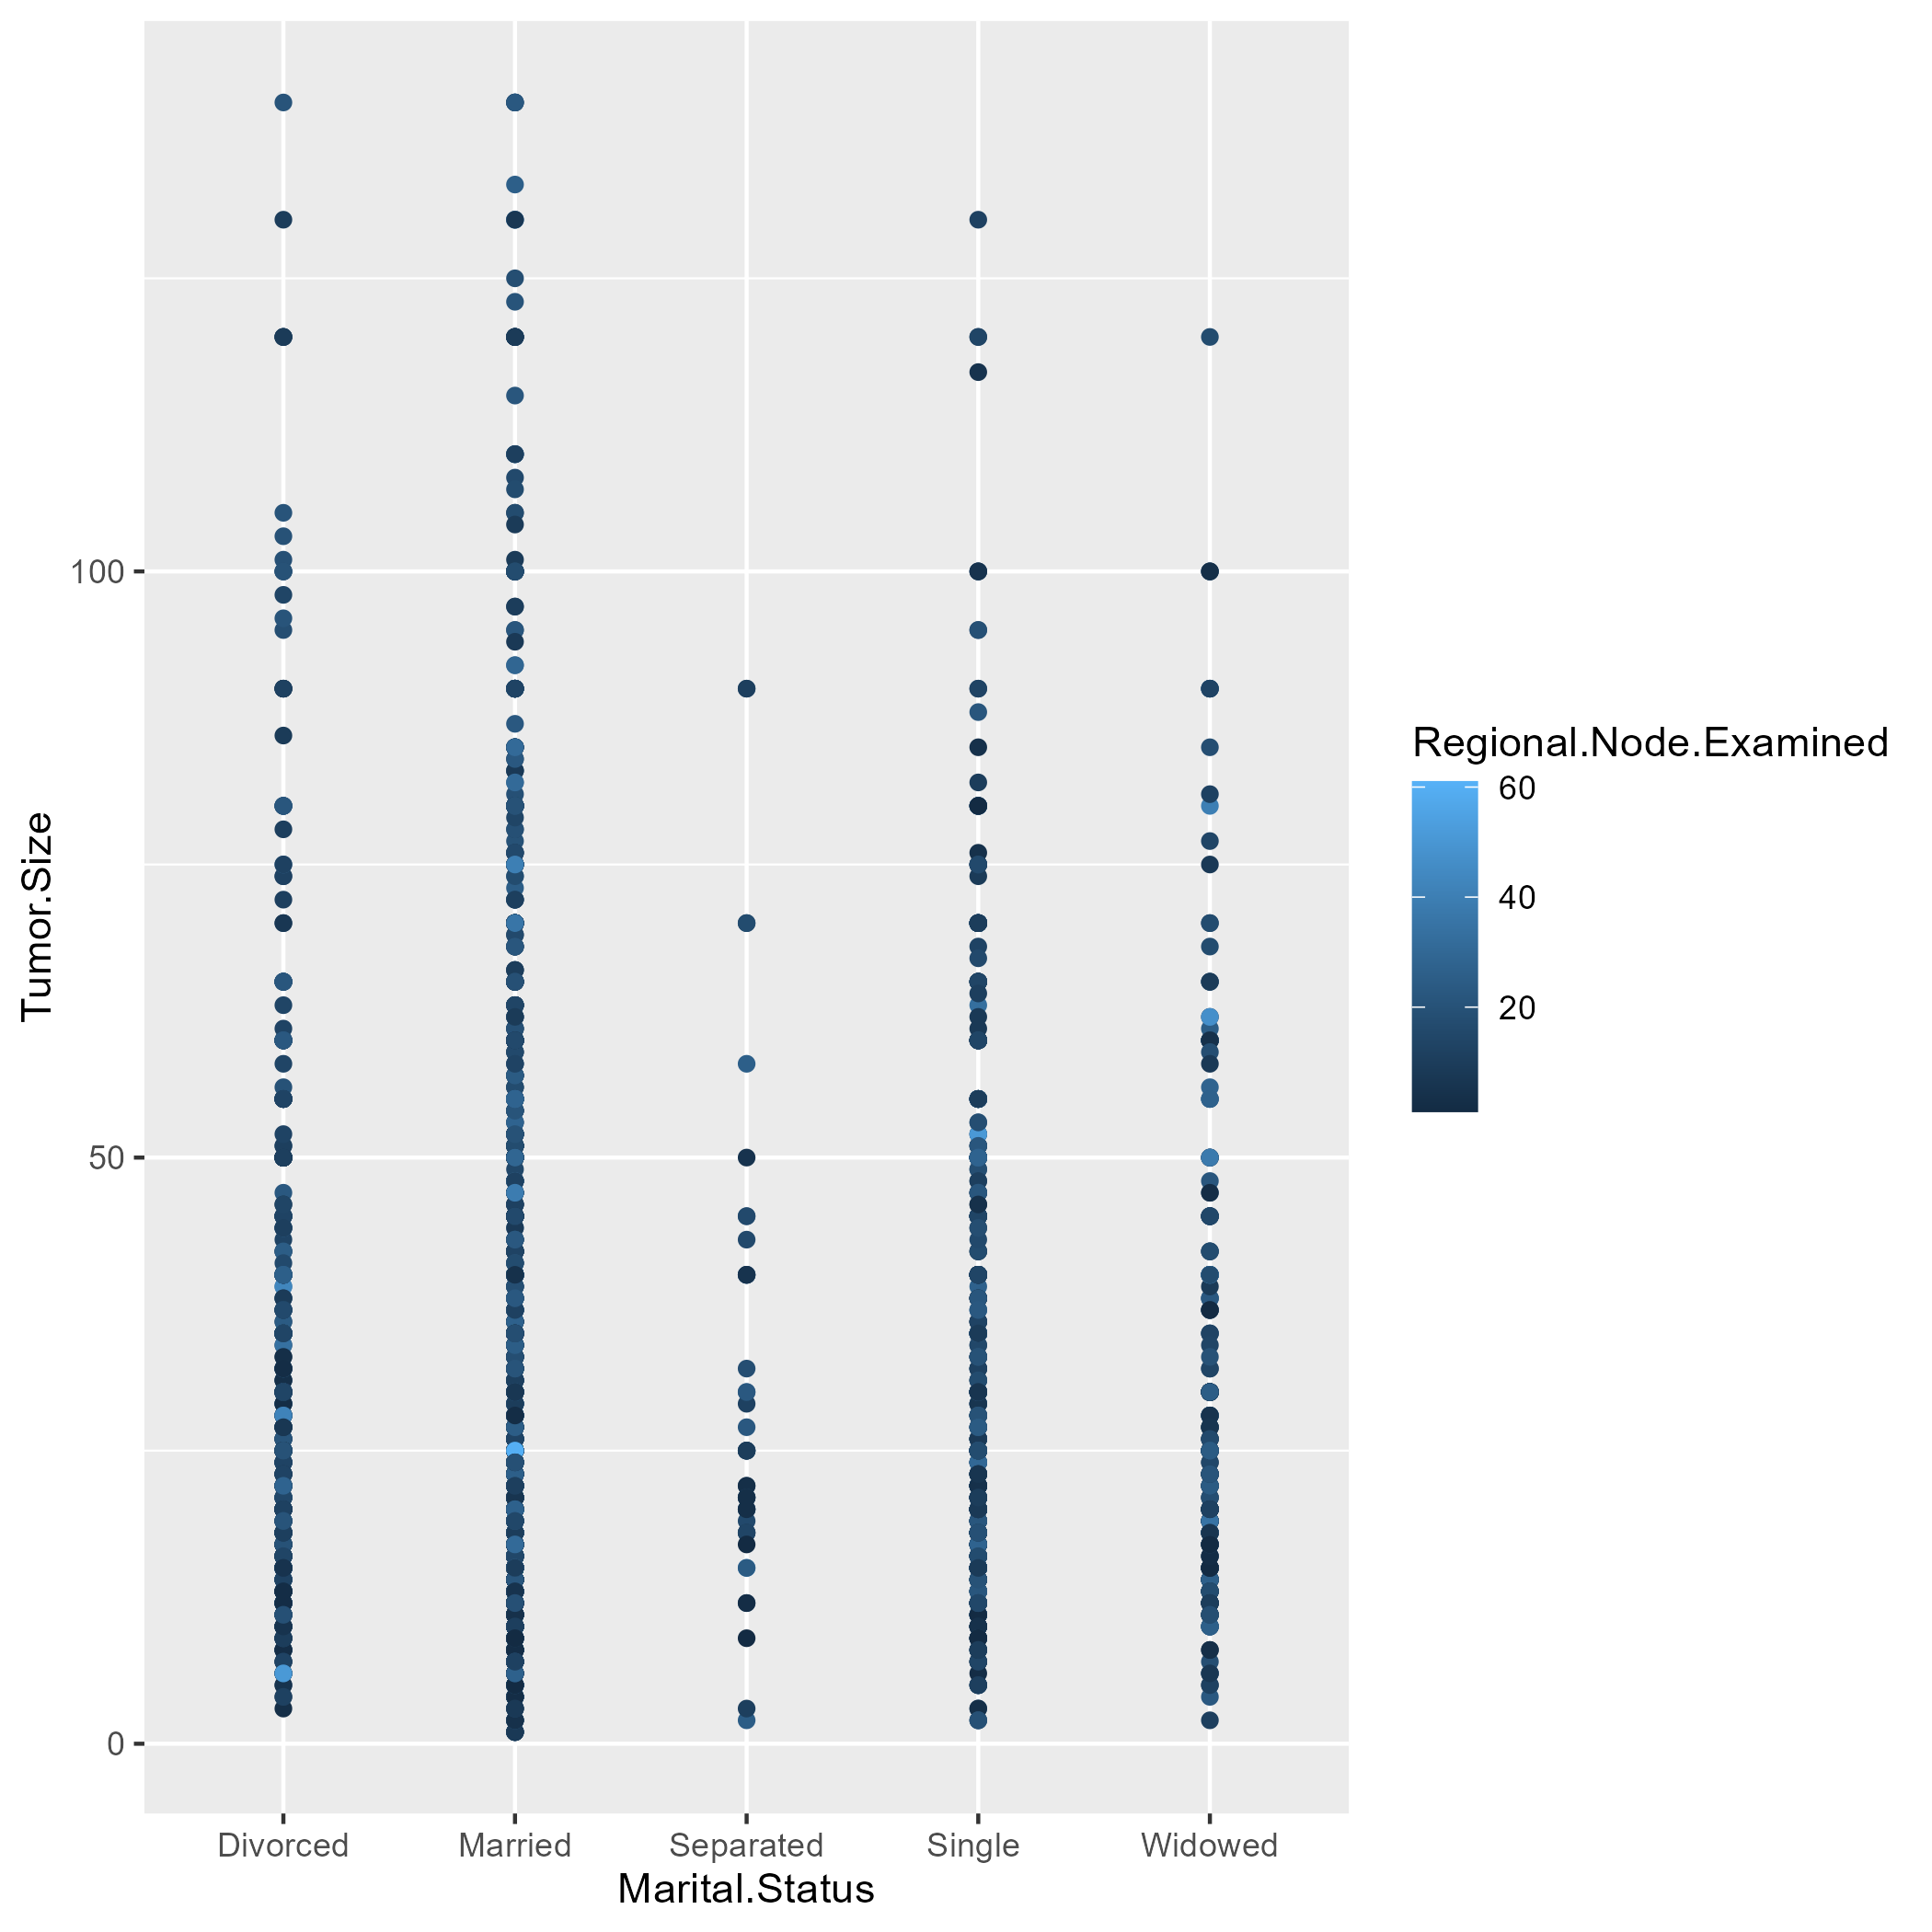 Tumor.Size
100
50
0
Divorced Married Separated Single Widowed
Marital.Status
Regional.Node.Examined
60
40
20